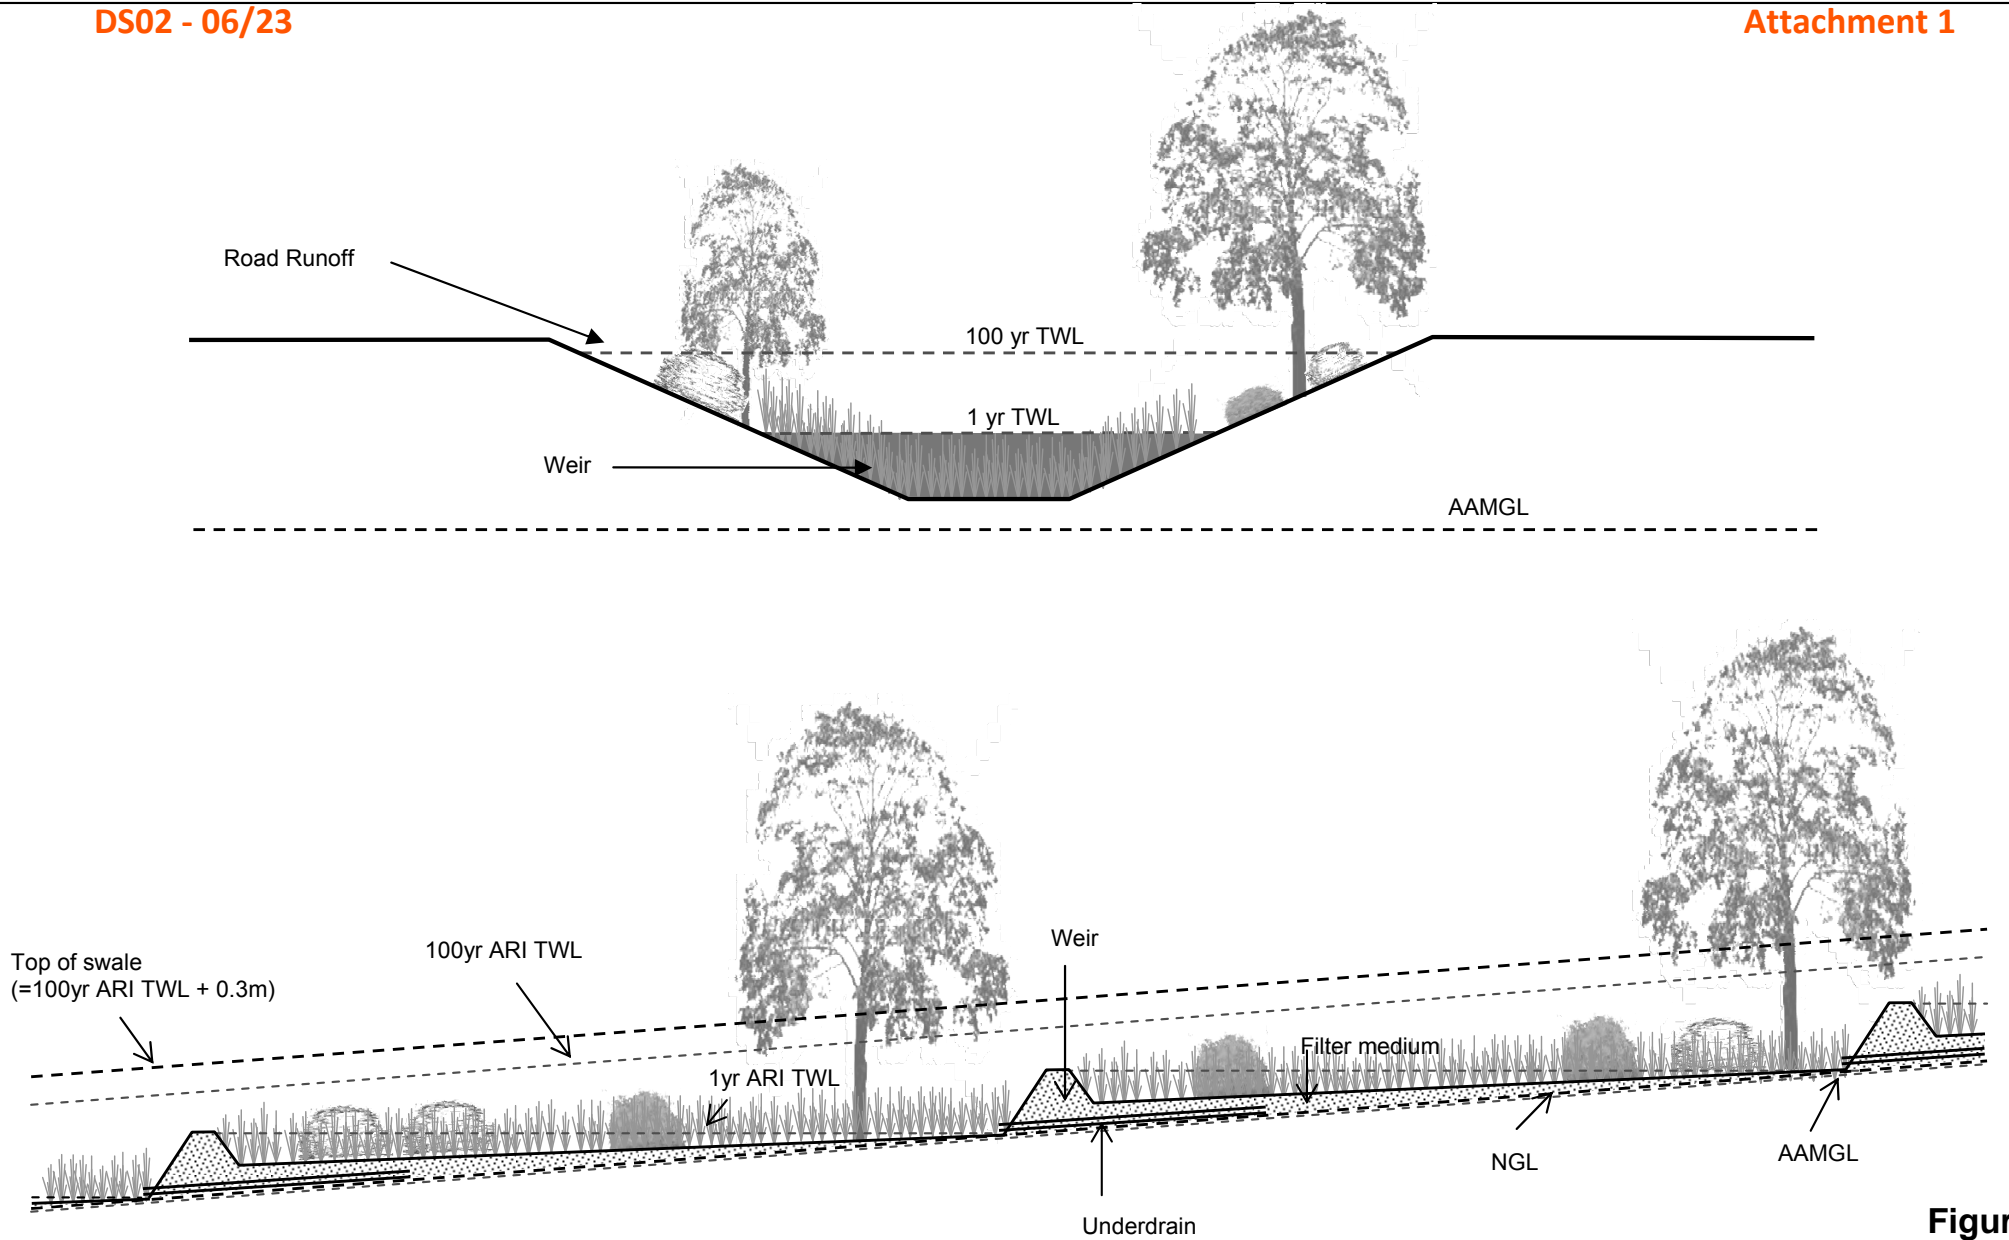 DS02 - 06/23
Attachment 1
Road Runoff
100 yr TWL
1 yr TWL
Weir
AAMGL
Weir
100yr ARI TWL
Top of swale
(=100yr ARI TWL + 0.3m)
Filter medium
1yr ARI TWL
NGL
AAMGL
Underdrain
Figur